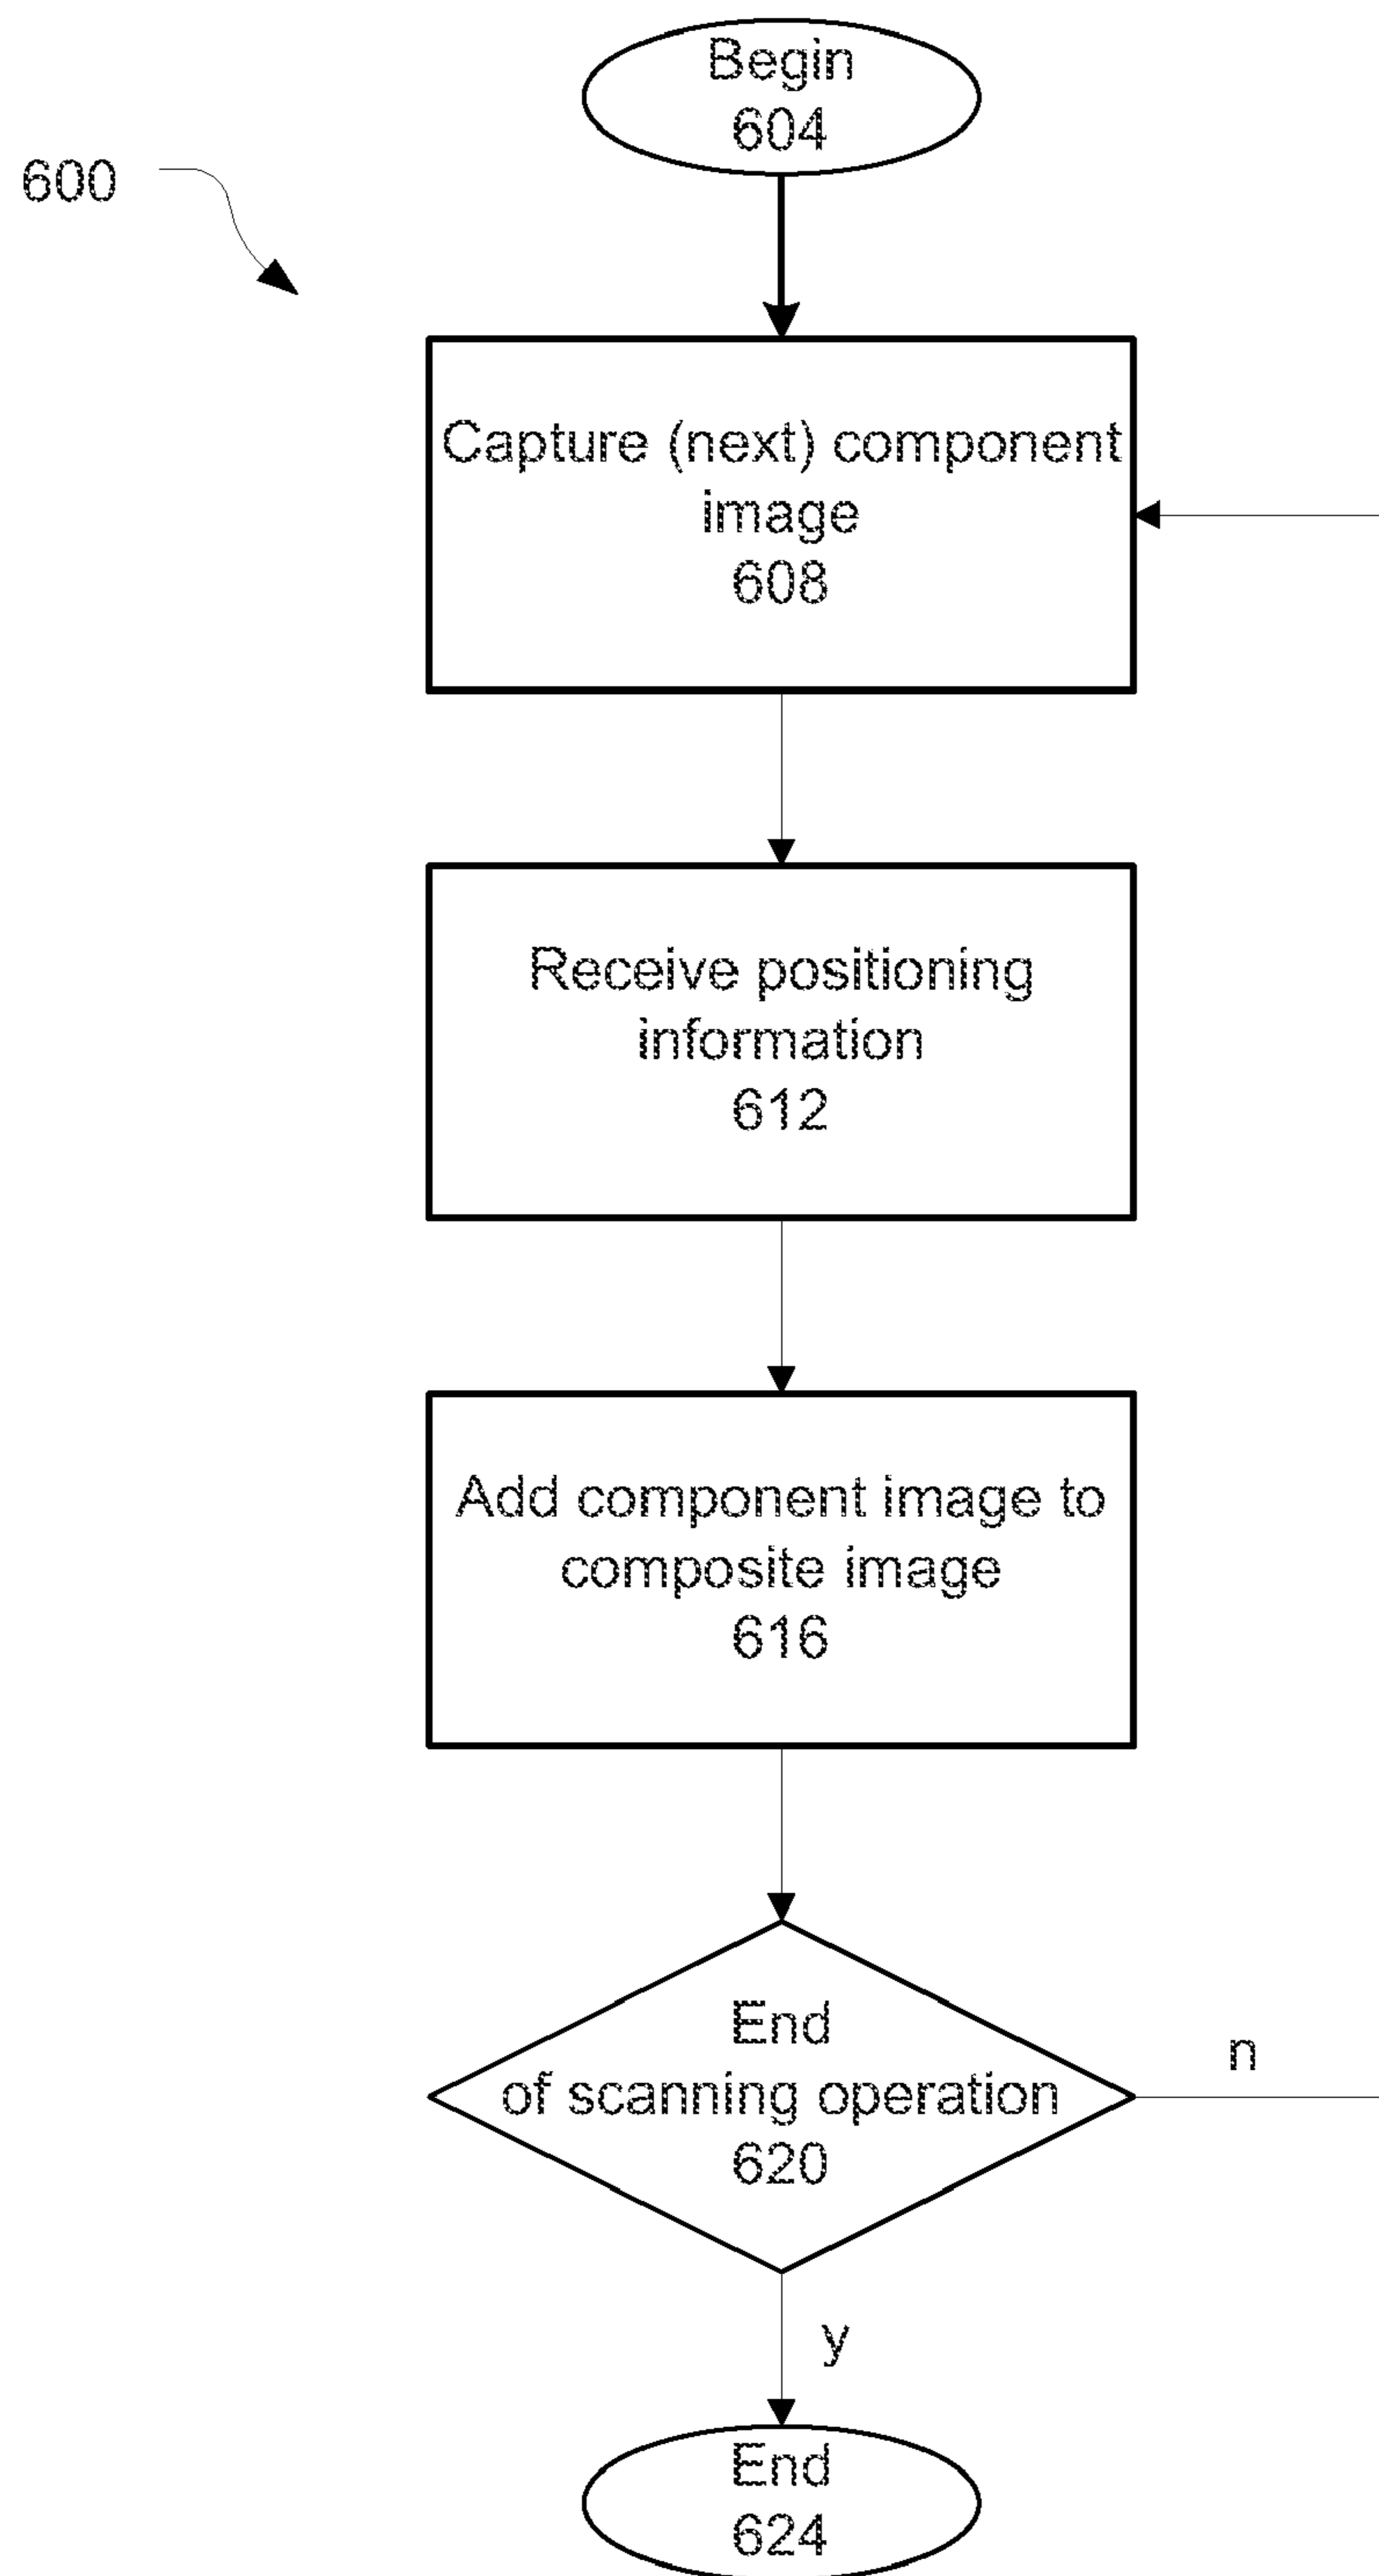 Begin
604
600
Capture (next) component
image
608
Receive positioning
information
612
Add component image to
composite image
616
End
of scanning operation
620
n
y
End
624